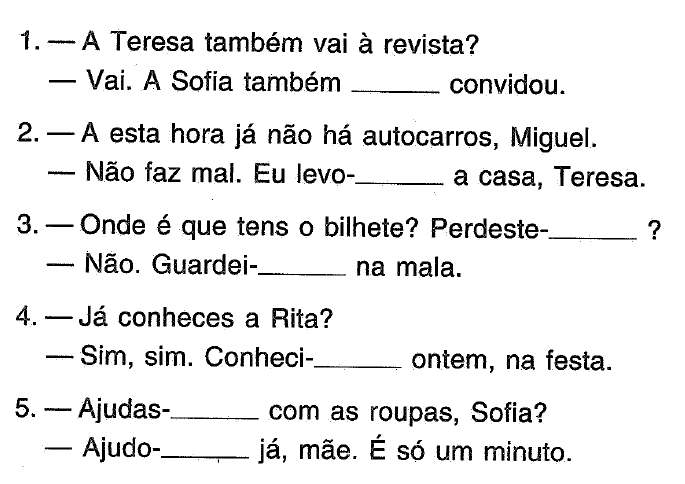 1. — A Teresa também vai à revista?
— Vai. A Sofia também ______ convidou.
2. — A esta hora já não há autocarros, Miguel.
— Não faz mal. Eu levo-______ a casa, Teresa.
3. — Onde é que tens o bilhete? Perdeste-______ ?
— Não. Guardei-______ na mala.
4. — Já conheces a Rita?
— Sim, sim. Conheci-______ ontem, na festa.
5. — Ajudas-______ com as roupas, Sofia?
— Ajudo-______ já, mãe. É só um minuto.